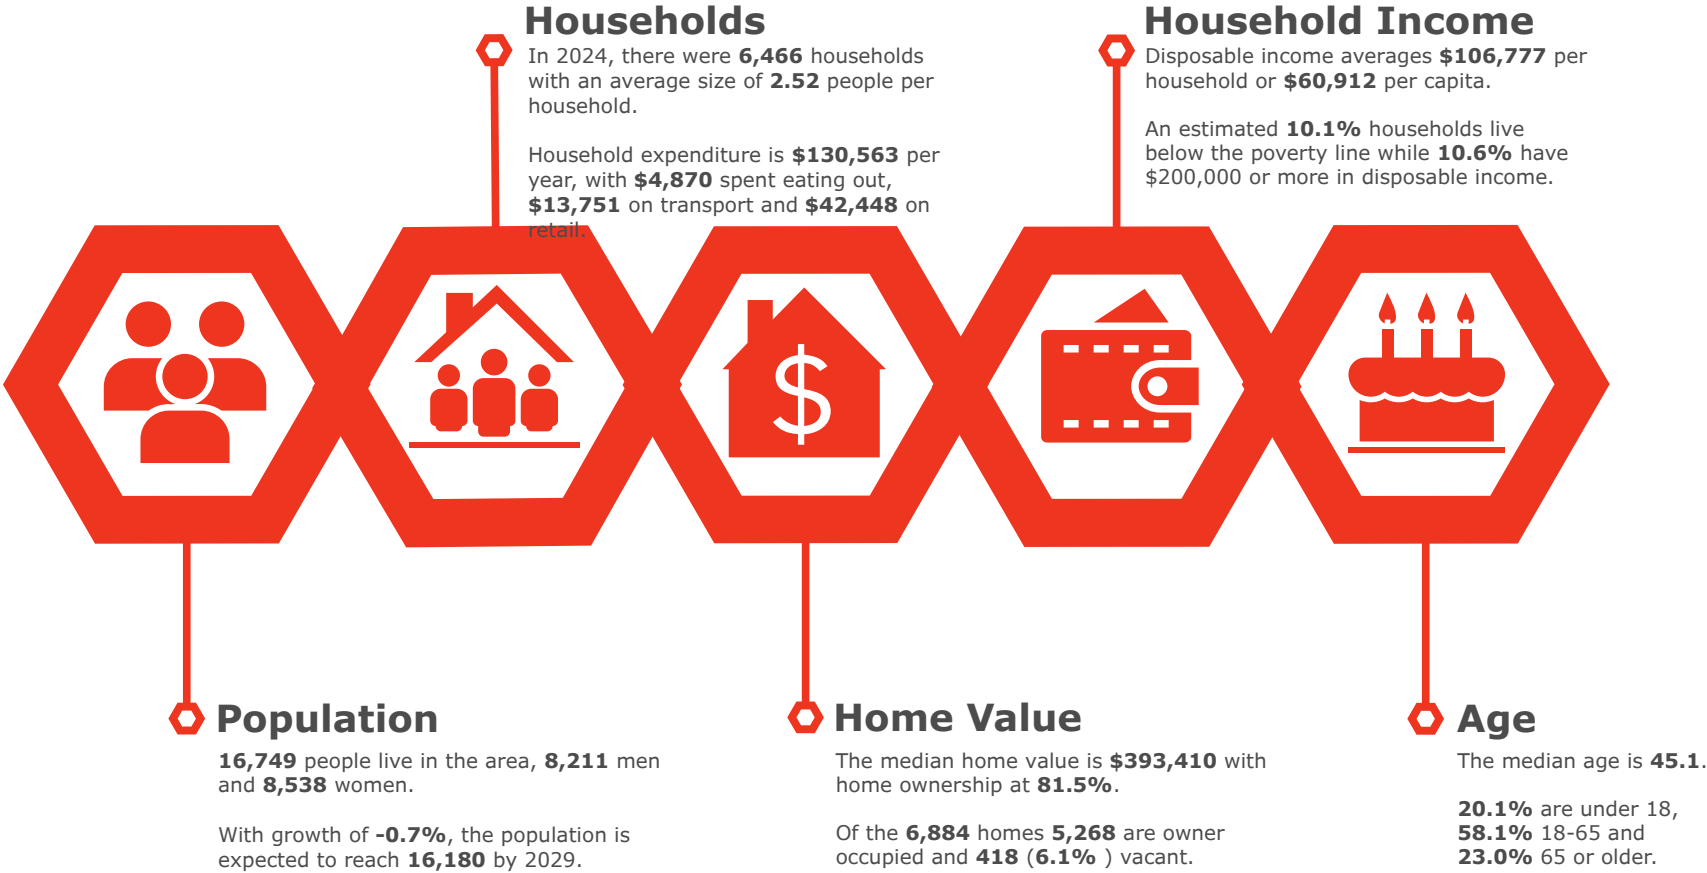 Households
In 2024, there were 6,466 households
with an average size of 2.52 people per
household.
Household expenditure is $130,563 per
year, with $4,870 spent eating out,
$13,751 on transport and $42,448 on
retail.
Household Income
Disposable income averages $106,777 per
household or $60,912 per capita.
An estimated 10.1% households live
below the poverty line while 10.6% have
$200,000 or more in disposable income.
$
Population
16,749 people live in the area, 8,211 men
and 8,538 women.
With growth of -0.7%, the population is
expected to reach 16,180 by 2029.
Home Value
The median home value is $393,410 with
home ownership at 81.5%.
Of the 6,884 homes 5,268 are owner
occupied and 418 (6.1% ) vacant.
Age
The median age is 45.1.
20.1% are under 18,
58.1% 18-65 and
23.0% 65 or older.